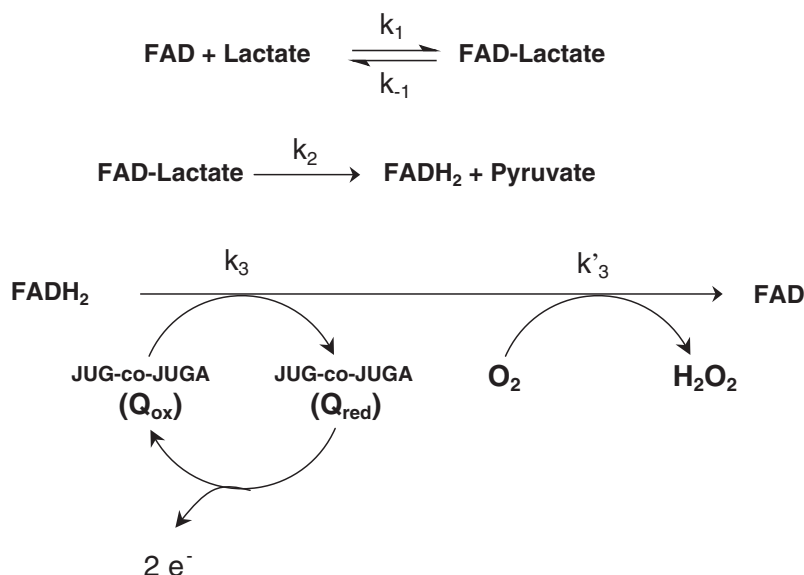 k₁
FAD + Lactate FAD-Lactate
k₋₁
k₂
FAD-Lactate FADH₂ + Pyruvate
k₃ k'₃
FADH₂ FAD
JUG-co-JUGA JUG-co-JUGA O₂ H₂O₂
(Qox) (Qred)
2 e⁻